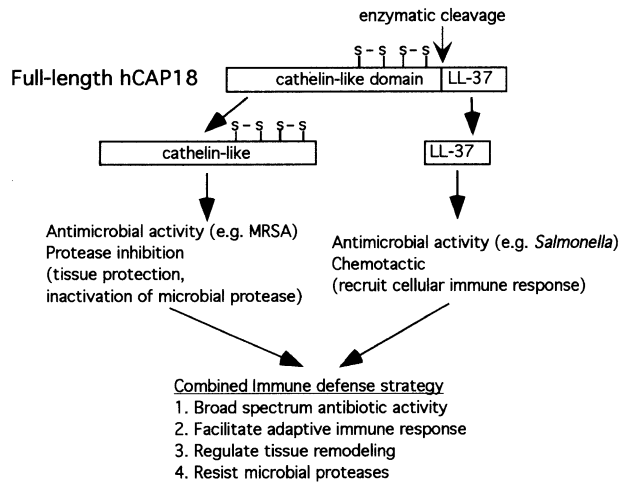 enzymatic cleavage
S-S S-S
Full-length hCAP18
cathelin-like domain
LL-37
S-S S-S
cathelin-like
LL-37
Antimicrobial activity (e.g. MRSA)
Protease inhibition
(tissue protection,
inactivation of microbial protease)
Antimicrobial activity (e.g. Salmonella)
Chemotactic
(recruit cellular immune response)
Combined Immune defense strategy
1. Broad spectrum antibiotic activity
2. Facilitate adaptive immune response
3. Regulate tissue remodeling
4. Resist microbial proteases